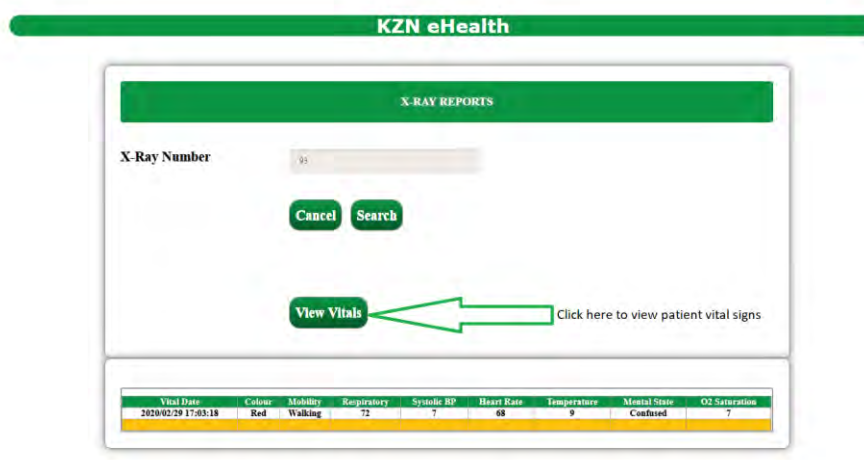 KZN eHealth
X-RAY REPORTS
X-Ray Number 93
Cancel Search
View Vitals Click here to view patient vital signs
Vital Date Colour Mobility Respiratory Systolic BP Heart Rate Temperature Mental State O2 Saturation
2020/02/29 17:03:18 Red Walking 72 7 68 9 Confused 7